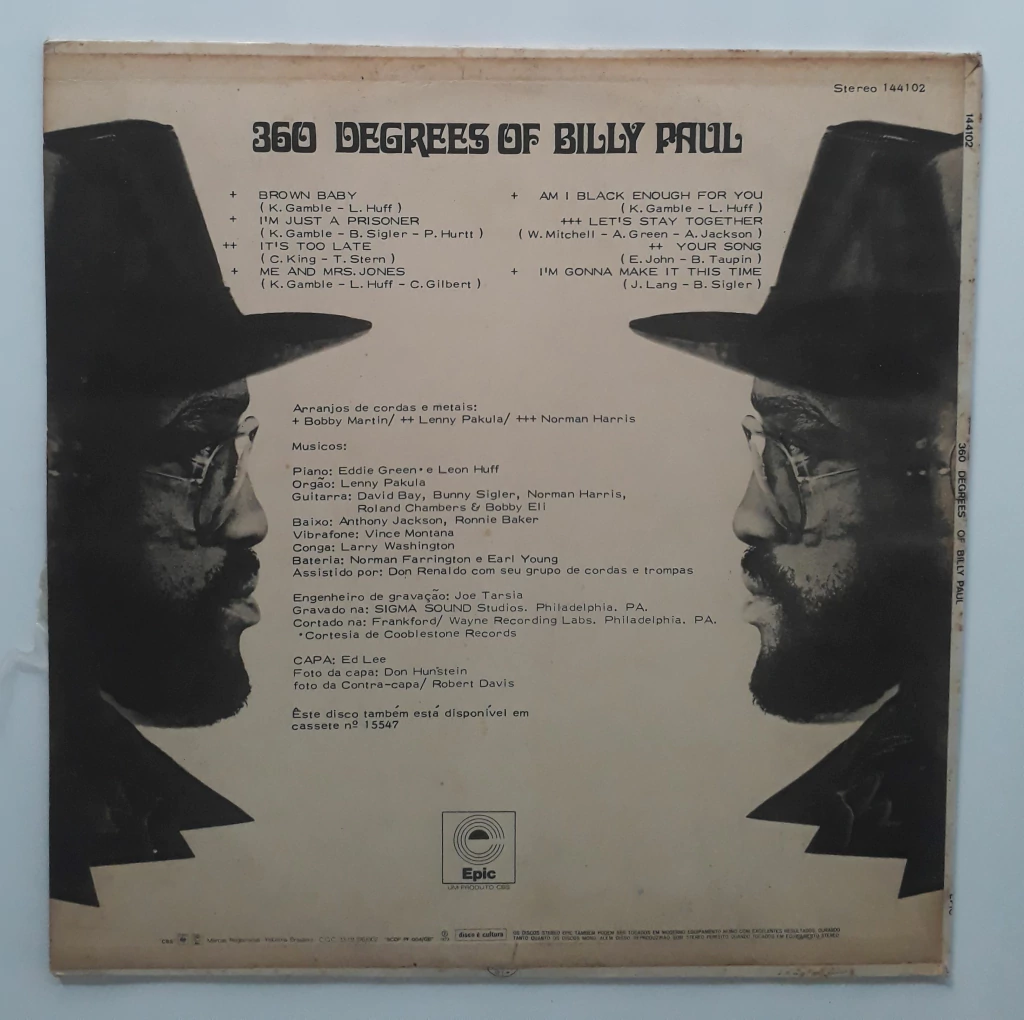 Stereo 144102
360 DEGREES OF BILLY PAUL
+ BROWN BABY
( K. Gamble - L. Huff )
+ I'M JUST A PRISONER
( K. Gamble - B. Sigler - P. Hurtt )
++ IT'S TOO LATE
( C. King - T. Stern )
+ ME AND MRS. JONES
( K. Gamble - L. Huff - C. Gilbert )
+ AM I BLACK ENOUGH FOR YOU
( K. Gamble - L. Huff )
+++ LET'S STAY TOGETHER
( W. Mitchell - A. Green - A. Jackson )
++ YOUR SONG
( E. John - B. Taupin )
+ I'M GONNA MAKE IT THIS TIME
( J. Lang - B. Sigler )
Arranjos de cordas e metais:
+ Bobby Martin/ ++ Lenny Pakula/ +++ Norman Harris
Musicos:
Piano: Eddie Green* e Leon Huff
Orgão: Lenny Pakula
Guitarra: David Bay, Bunny Sigler, Norman Harris,
Roland Chambers & Bobby Eli
Baixo: Anthony Jackson, Ronnie Baker
Vibrafone: Vince Montana
Conga: Larry Washington
Bateria: Norman Farrington e Earl Young
Assistido por: Don Renaldo com seu grupo de cordas e trompas
Engenheiro de gravação: Joe Tarsia
Gravado na: SIGMA SOUND Studios. Philadelphia, PA.
Cortado na: Frankford/ Wayne Recording Labs. Philadelphia, PA.
*Cortesia de Cooblestone Records
CAPA: Ed Lee
Foto da capa: Don Hunstein
foto da Contra-capa/ Robert Davis
Êste disco também está disponível em
cassete nº 15547
Epic
UM PRODUTO CBS
CBS
disco é cultura
144102
360 DEGREES OF BILLY PAUL